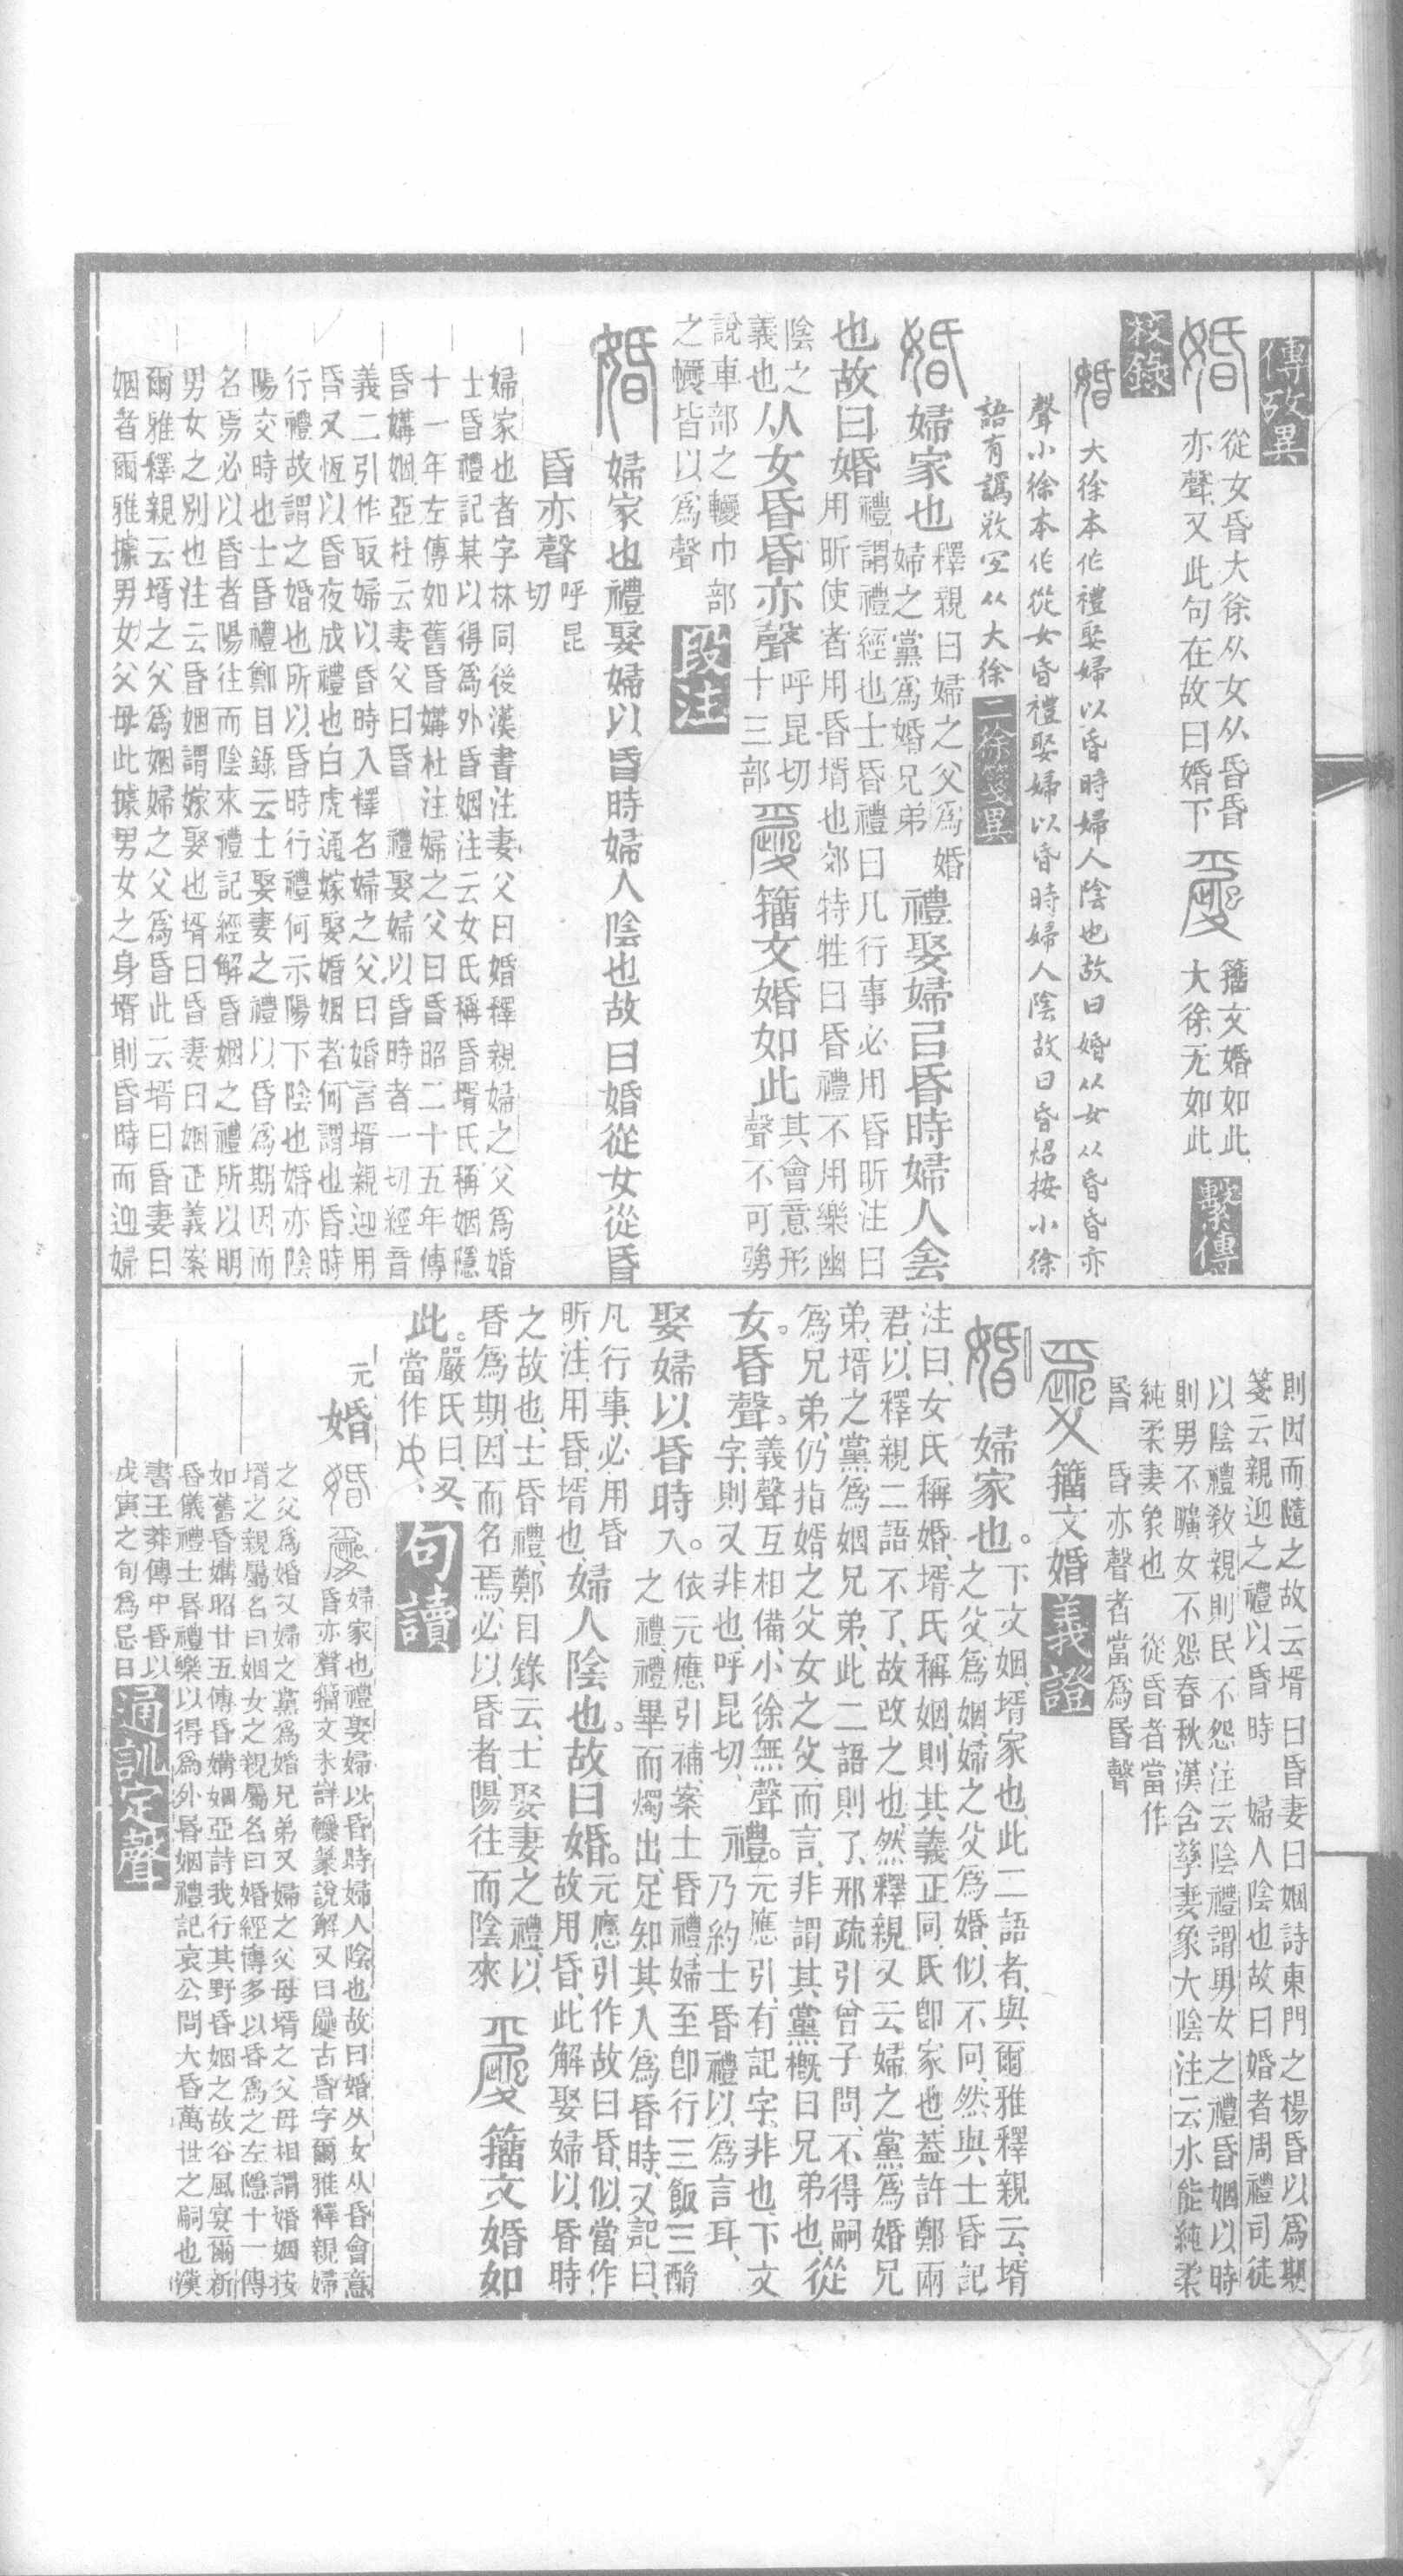 傳攷異
婚
從女昏大徐从女从昏昏
亦聲又此句在故曰婚下
籒文婚如此
大徐无如此
繫傳
校錄
婚
大徐本作禮娶婦以昏時婦人陰也故曰婚从女从昏昏亦
聲小徐本作從女昏禮娶婦以昏時婦人陰故曰昏炤按小徐
語有譌敚宐从大徐
二徐箋異
婚
婦家也
釋親曰婦之父爲婚
婦之黨爲婚兄弟
禮娶婦㠯昏時婦人侌
也故曰婚
禮謂禮經也士昏禮曰凡行事必用昏昕注曰
用昕使者用昏壻也郊特牲曰昏禮不用樂幽
陰之
義也
从女昏昏亦聲
呼昆切
十三部
籒文婚如此
其會意形
聲不可強
說車部之轑巾部
之幭皆以爲聲
段注
婚
婦家也禮娶婦以昏時婦人陰也故曰婚從女從昏
昏亦聲
呼昆
切
婦家也者字林同後漢書注妻父曰婚釋親婦之父爲婚
士昏禮記某以得爲外昏姻注云女氏稱昏壻氏稱姻隱
十一年左傳如舊昏媾杜注婦之父曰昏昭二十五年傳
昏媾姻亞杜云妻父曰昏 禮娶婦以昏時者一切經音
義二引作取婦以昏時入釋名婦之父曰婚言壻親迎用
昏又恆以昏夜成禮也白虎通嫁娶婚姻者何謂也昏時
行禮故謂之婚也所以昏時行禮何示陽下陰也婚亦陰
陽交時也士昏禮鄭目錄云士娶妻之禮以昏爲期因而
名焉必以昏者陽往而陰來禮記經解昏姻之禮所以明
男女之別也注云昏姻謂嫁娶也壻曰昏妻曰姻正義案
爾雅釋親云壻之父爲姻婦之父爲昏此云壻曰昏妻曰
姻者爾雅據男女父母此據男女之身壻則昏時而迎婦
則因而隨之故云壻曰昏妻曰姻詩東門之楊昏以爲期
箋云親迎之禮以昏時 婦人陰也故曰婚者周禮司徒
以陰禮敎親則民不怨注云陰禮謂男女之禮昏姻以時
則男不曠女不怨春秋漢含孳妻象大陰注云水能純柔
純柔妻象也 從昏者當作
昬 昏亦聲者當爲昬聲
籒文婚
義證
婚
婦家也。
下文姻、壻家也、此二語者、與爾雅釋親云、壻
之父爲姻、婦之父爲婚、似不同、然與士昏記
注曰、女氏稱婚、壻氏稱姻、則其義正同、氏卽家也、葢許鄭兩
君、以釋親二語不了、故改之也、然釋親又云、婦之黨爲婚兄
弟、壻之黨爲姻兄弟、此二語則了、邢疏引曾子問、不得嗣
爲兄弟、仍指婚之父女之父而言、非謂其黨槪曰兄弟也、
從
女。昏聲。
義聲互相備、小徐無聲
字、則又非也、呼昆切、
禮。
元應引、有記字、非也、下文
乃約士昏禮以爲言耳、
娶婦以昏時
入。
依元應引補、案士昏禮、婦至卽行三飯三酳
之禮、禮畢而燭出、足知其入爲昏時、又記曰、
凡行事、必用昏
昕、注、用昏、壻也、
婦人陰也。故曰婚。
元應引作故曰昏、似當作
故用昏、此解娶婦以昏時
之故也、士昏禮、鄭目錄云、士娶妻之禮、以
昏爲期、因而名焉、必以昏者、陽往而陰來
籒文婚如
此。
嚴氏曰、
當作
句讀
元
婚
婦家也禮娶婦以昏時婦人陰也故曰婚从女从昏會意
昏亦聲籒文未詳幭篆說解又曰古昏字爾雅釋親婦
之父爲婚又婦之黨爲婚兄弟又婦之父母壻之父母相謂婚姻按
壻之親屬名曰姻女之親屬名曰婚經傳多以昏爲之左隱十一傳
如舊昏媾昭廿五傳昏媾姻亞詩我行其野昏姻之故谷風宴爾新
昏儀禮士昏禮樂以得爲外昏姻禮記哀公問大昏萬世之嗣也漢
書王莽傳中昏以
戊寅之旬爲忌日
通訓定聲